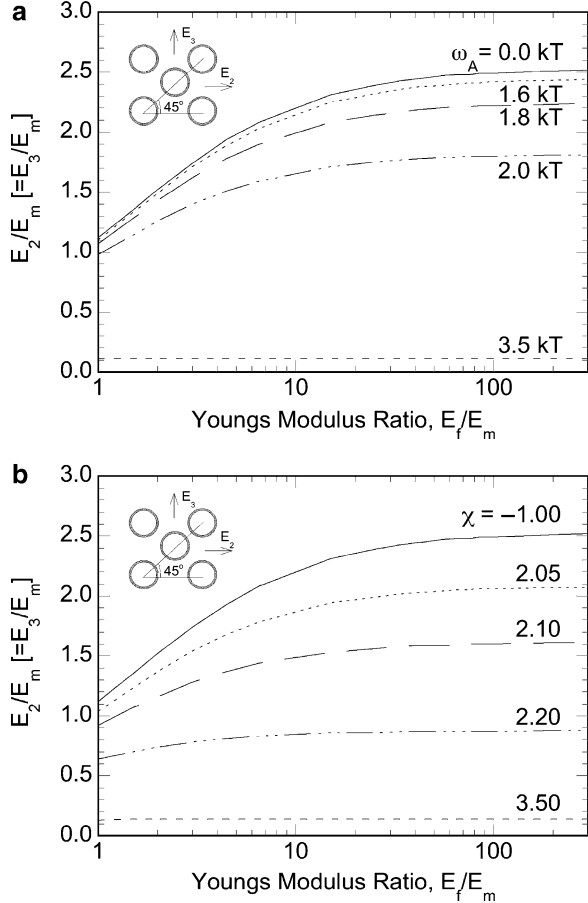 a
3.0
2.5
2.0
1.5
1.0
0.5
0.0
E₂/Eₘ [=E₃/Eₘ]
E₃
E₂
45°
ω_A = 0.0 kT
1.6 kT
1.8 kT
2.0 kT
3.5 kT
1 10 100
Youngs Modulus Ratio, E_f/Eₘ
b
3.0
2.5
2.0
1.5
1.0
0.5
0.0
E₂/Eₘ [=E₃/Eₘ]
E₃
E₂
45°
χ = −1.00
2.05
2.10
2.20
3.50
1 10 100
Youngs Modulus Ratio, E_f/Eₘ